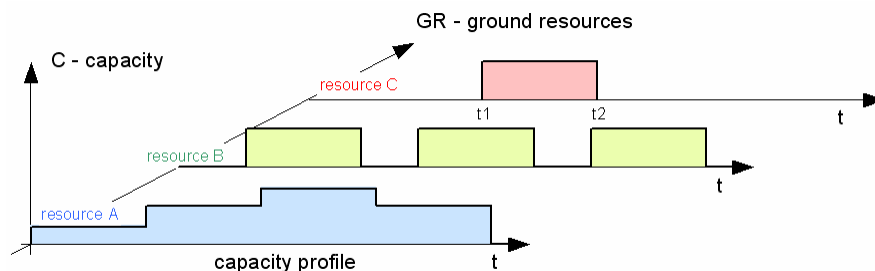 GR - ground resources
C - capacity
resource C
t1
t2
t
resource B
t
resource A
capacity profile
t